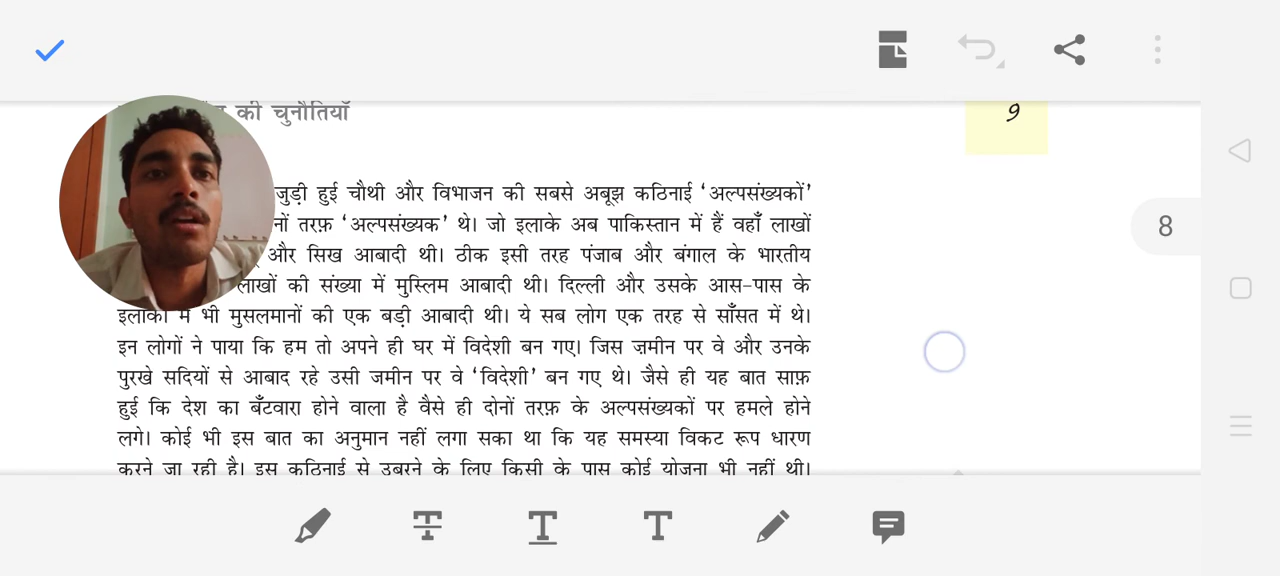 की चुनौतियाँ
9
जुड़ी हुई चौथी और विभाजन की सबसे अबूझ कठिनाई ‘अल्पसंख्यकों’
तरफ़ ‘अल्पसंख्यक’ थे। जो इलाके अब पाकिस्तान में हैं वहाँ लाखों
और सिख आबादी थी। ठीक इसी तरह पंजाब और बंगाल के भारतीय
8
लाखों की संख्या में मुस्लिम आबादी थी। दिल्ली और उसके आस-पास के
इलाकों में भी मुसलमानों की एक बड़ी आबादी थी। ये सब लोग एक तरह से साँसत में थे।
इन लोगों ने पाया कि हम तो अपने ही घर में विदेशी बन गए। जिस ज़मीन पर वे और उनके
पुरखे सदियों से आबाद रहे उसी जमीन पर वे ‘विदेशी’ बन गए थे। जैसे ही यह बात साफ़
हुई कि देश का बँटवारा होने वाला है वैसे ही दोनों तरफ़ के अल्पसंख्यकों पर हमले होने
लगे। कोई भी इस बात का अनुमान नहीं लगा सका था कि यह समस्या विकट रूप धारण
करने जा रही है। इस कठिनाई से उबरने के लिए किसी के पास कोई योजना भी नहीं थी।